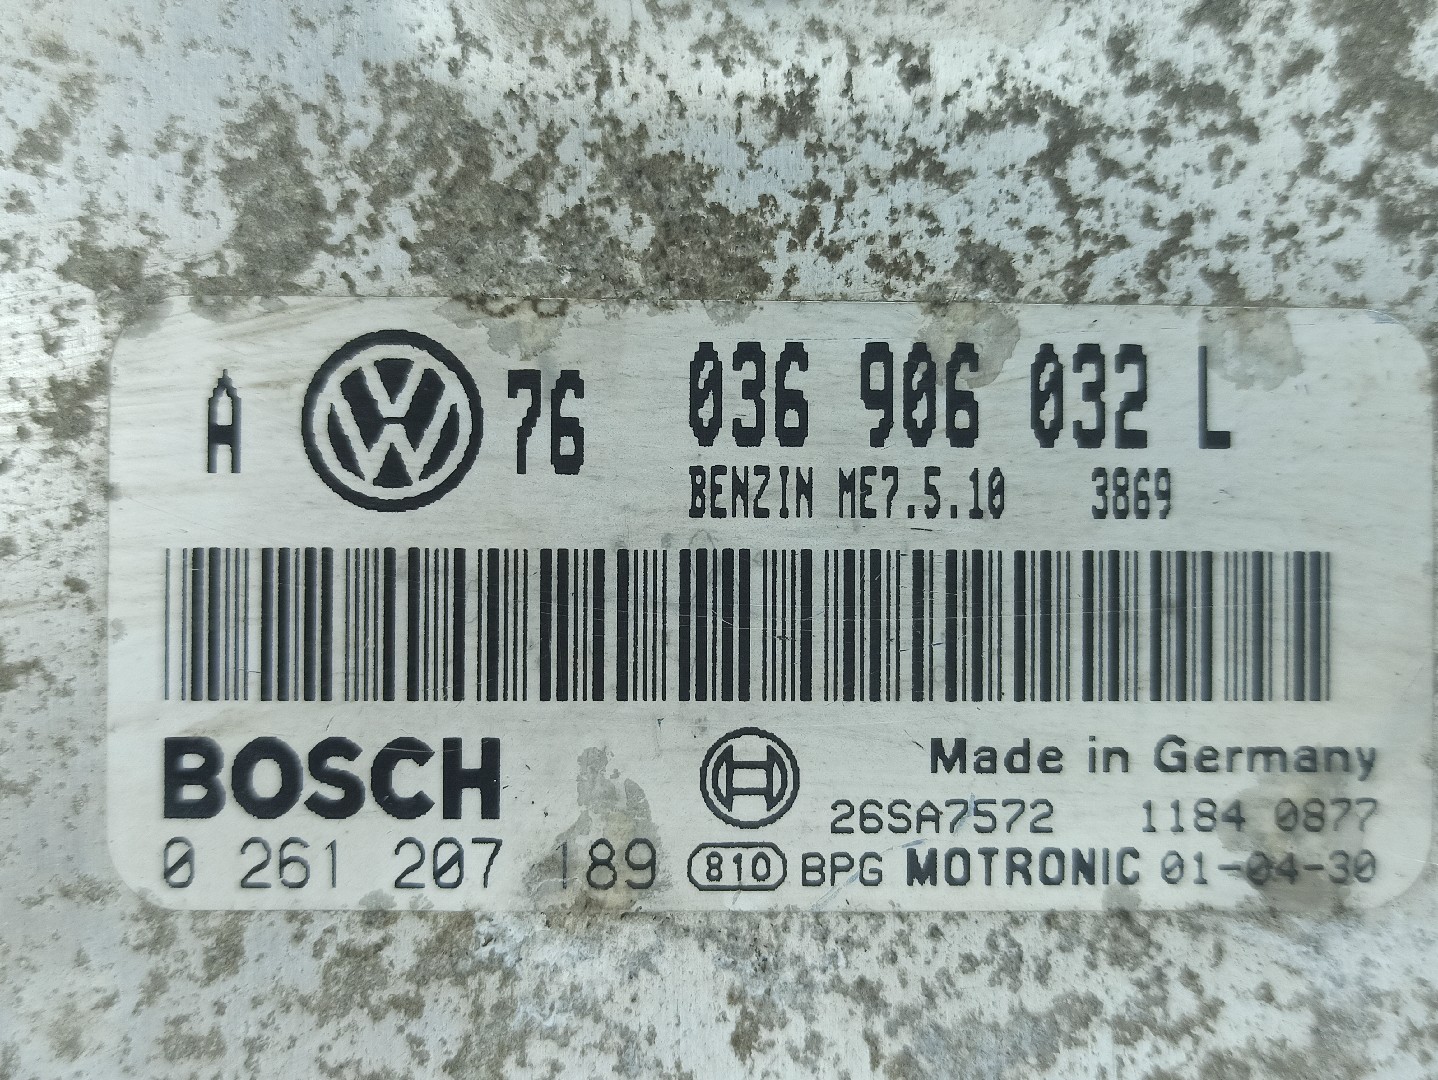 A VW 76 036 906 032 L
BENZIN ME7.5.10 3869
BOSCH
Made in Germany
26SA7572 1184 0877
0 261 207 189 810 BPG MOTRONIC 01-04-30